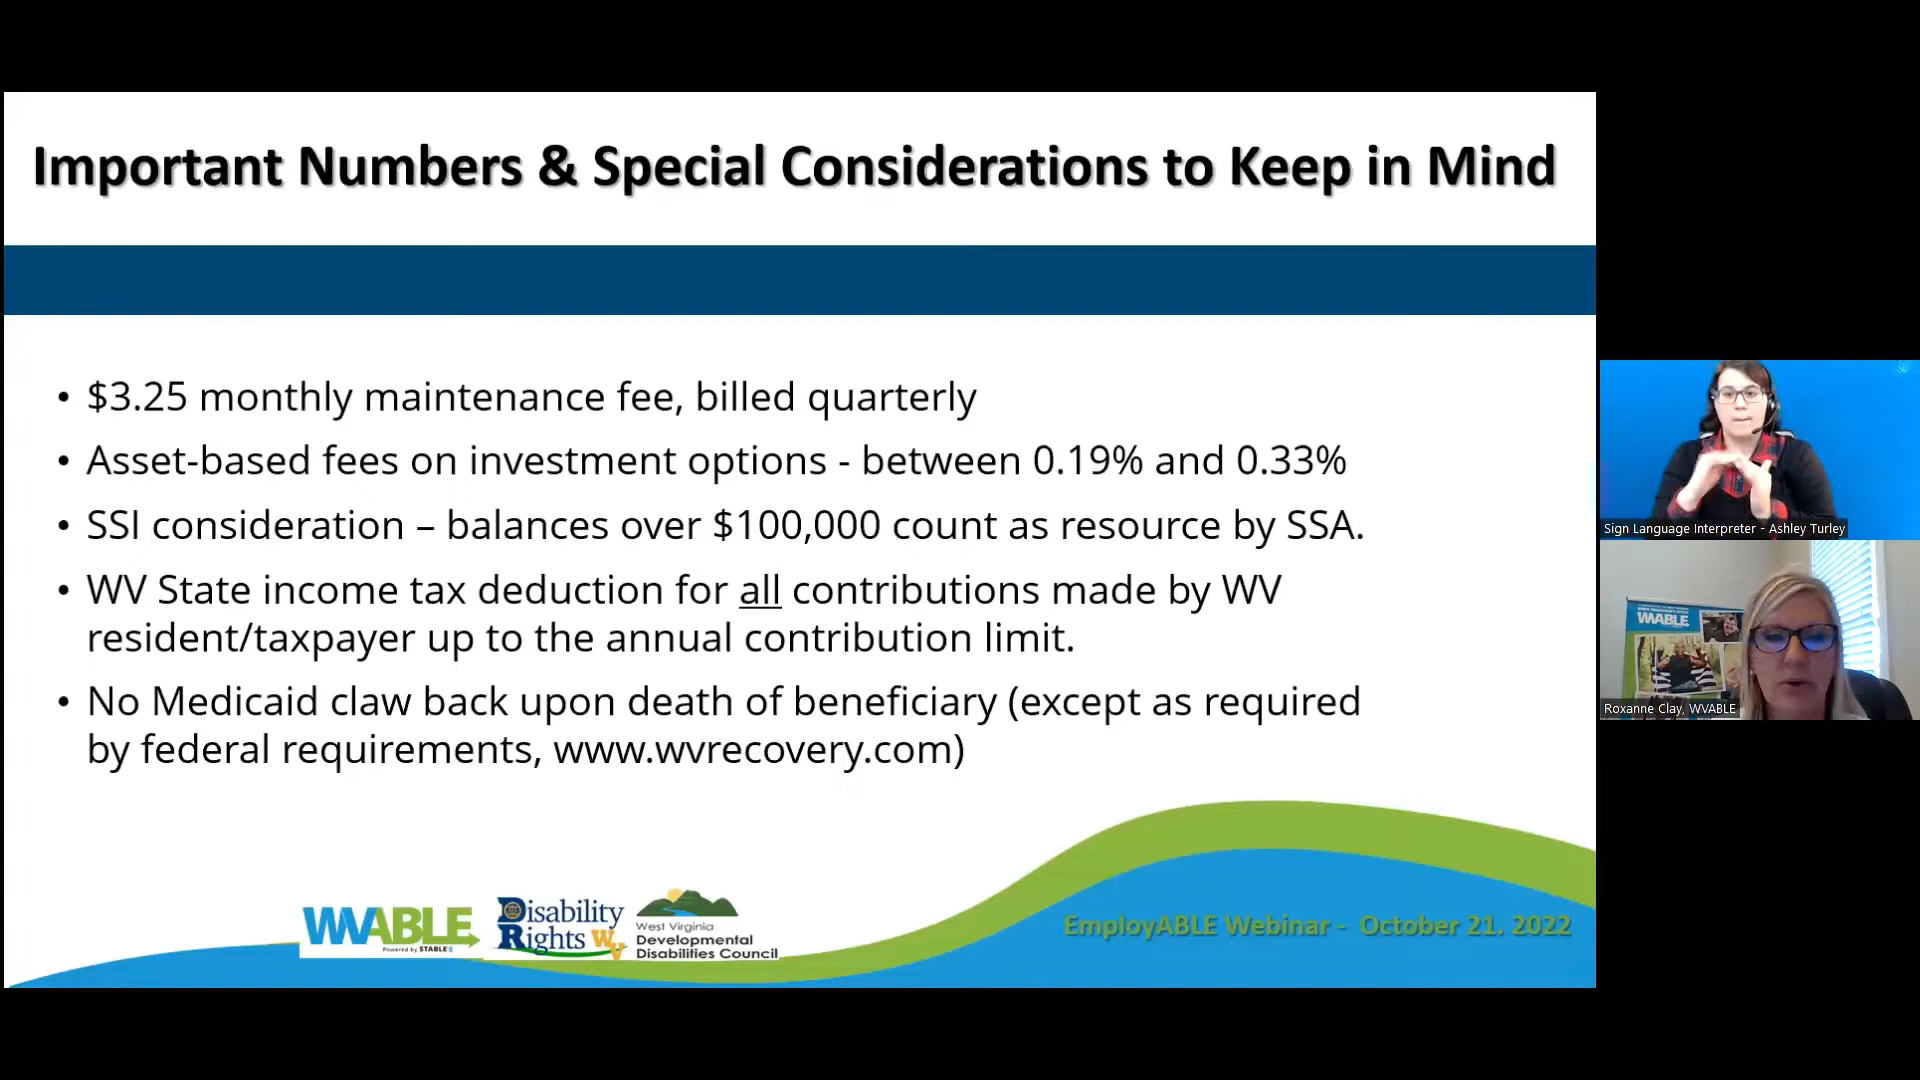 Important Numbers & Special Considerations to Keep in Mind
• $3.25 monthly maintenance fee, billed quarterly
• Asset-based fees on investment options - between 0.19% and 0.33%
• SSI consideration – balances over $100,000 count as resource by SSA.
• WV State income tax deduction for all contributions made by WV
resident/taxpayer up to the annual contribution limit.
• No Medicaid claw back upon death of beneficiary (except as required
by federal requirements, www.wvrecovery.com)
WVABLE
Powered by STABLE
Disability
Rights WV
West Virginia
Developmental
Disabilities Council
EmployABLE Webinar - October 21. 2022
Sign Language Interpreter - Ashley Turley
WVABLE
Roxanne Clay, WVABLE